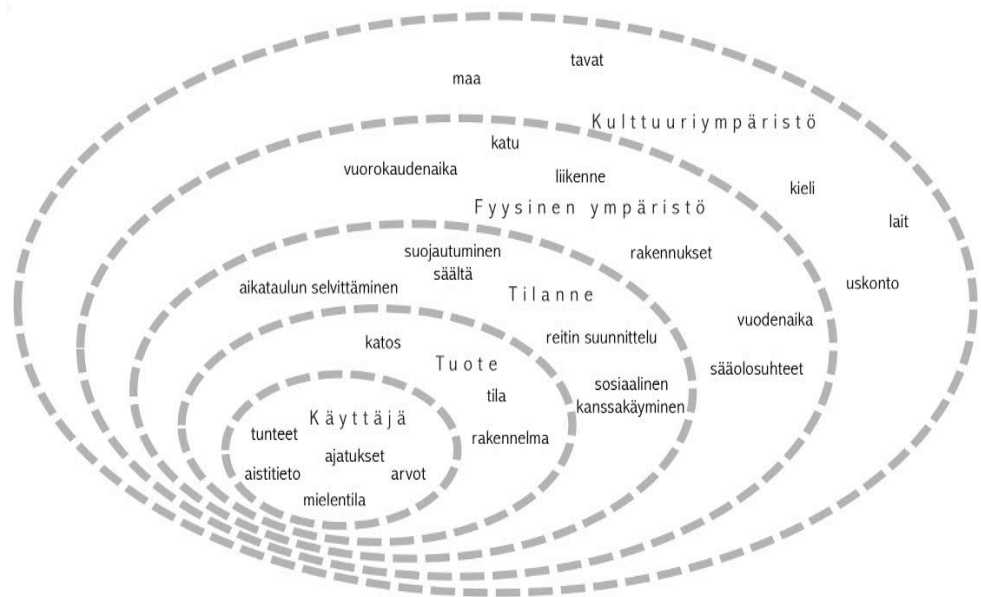 tavat
maa
Kulttuuriympäristö
katu
vuorokaudenaika
liikenne
kieli
Fyysinen ympäristö
lait
suojautuminen
säältä
rakennukset
aikataulun selvittäminen
Tilanne
uskonto
vuodenaika
katos
reitin suunnittelu
Tuote
sääolosuhteet
sosiaalinen
kanssakäyminen
tila
Käyttäjä
tunteet
rakennelma
ajatukset
aistitieto
arvot
mielentila